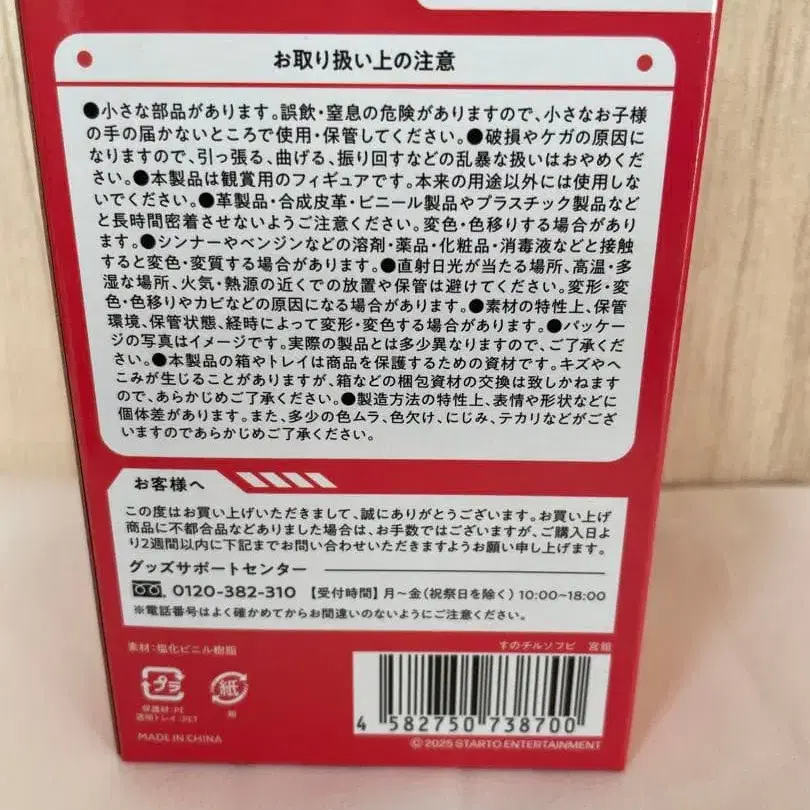 お取り扱い上の注意
●小さな部品があります。誤飲・窒息の危険がありますので、小さなお子様
の手の届かないところで使用・保管してください。●破損やケガの原因に
なりますので、引っ張る、曲げる、振り回すなどの乱暴な扱いはおやめくだ
さい。●本製品は観賞用のフィギュアです。本来の用途以外には使用しな
いでください。●革製品・合成皮革・ビニール製品やプラスチック製品など
と長時間密着させないようご注意ください。変色・色移りする場合があり
ます。●シンナーやベンジンなどの溶剤・薬品・化粧品・消毒液などと接触
すると変色・変質する場合があります。●直射日光が当たる場所、高温・多
湿な場所、火気・熱源の近くでの放置や保管は避けてください。変形・変
色・色移りやカビなどの原因になる場合があります。●素材の特性上、保管
環境、保管状態、経時によって変形・変色する場合があります。●パッケー
ジの写真はイメージです。実際の製品とは多少異なりますので、ご了承くだ
さい。●本製品の箱やトレイは商品を保護するための資材です。キズやへ
こみが生じることがありますが、箱などの梱包資材の交換は致しかねます
ので、あらかじめご了承ください。●製造方法の特性上、表情や形状などに
個体差があります。また、多少の色ムラ、色欠け、にじみ、テカリなどがござ
いますのであらかじめご了承ください。
お客様へ
この度はお買い上げいただきまして、誠にありがとうございます。お買い上げ
商品に不都合品などありました場合は、お手数ではございますが、ご購入日よ
り2週間以内に下記までお問い合わせいただきますようお願い申し上げます。
グッズサポートセンター
0120-382-310 【受付時間】月~金(祝祭日を除く)10:00~18:00
※電話番号はよく確かめてからお間違いのないようにご注意ください。
素材:塩化ビニル樹脂
すのチルソフビ 宮舘
プラ
紙
保護材:PE
透明トレイ:PET
箱
4 582750 738700
MADE IN CHINA
© 2025 STARTO ENTERTAINMENT